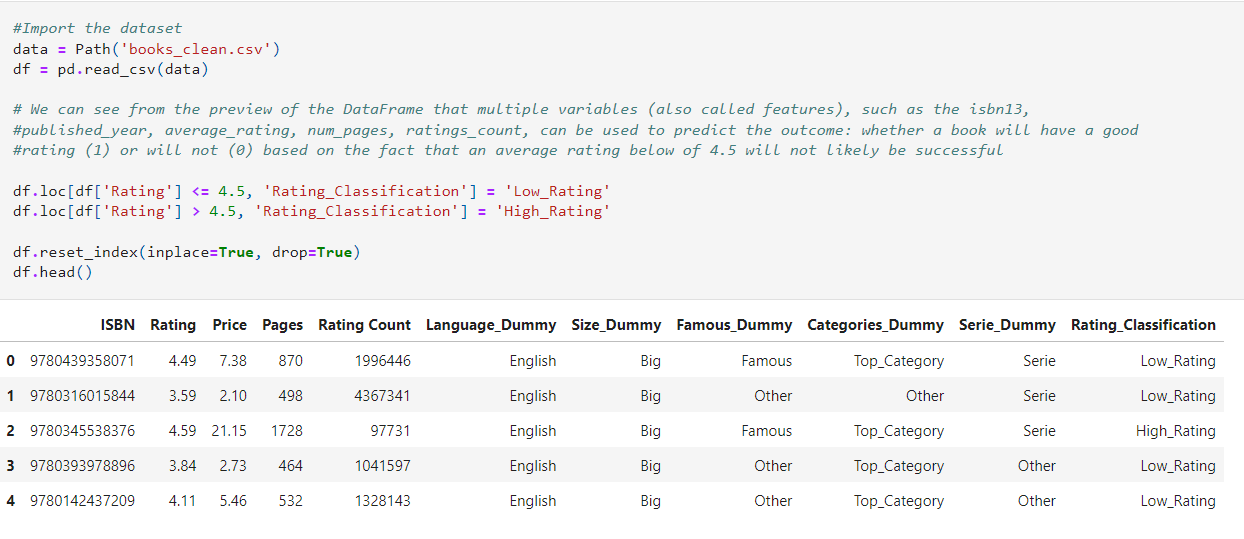 #Import the dataset
data = Path('books_clean.csv')
df = pd.read_csv(data)
# We can see from the preview of the DataFrame that multiple variables (also called features), such as the isbn13,
#published_year, average_rating, num_pages, ratings_count, can be used to predict the outcome: whether a book will have a good
#rating (1) or will not (0) based on the fact that an average rating below of 4.5 will not likely be successful
df.loc[df['Rating'] <= 4.5, 'Rating_Classification'] = 'Low_Rating'
df.loc[df['Rating'] > 4.5, 'Rating_Classification'] = 'High_Rating'
df.reset_index(inplace=True, drop=True)
df.head()
ISBN Rating Price Pages Rating Count Language_Dummy Size_Dummy Famous_Dummy Categories_Dummy Serie_Dummy Rating_Classification
0 9780439358071 4.49 7.38 870 1996446 English Big Famous Top_Category Serie Low_Rating
1 9780316015844 3.59 2.10 498 4367341 English Big Other Other Serie Low_Rating
2 9780345538376 4.59 21.15 1728 97731 English Big Famous Top_Category Serie High_Rating
3 9780393978896 3.84 2.73 464 1041597 English Big Other Top_Category Other Low_Rating
4 9780142437209 4.11 5.46 532 1328143 English Big Other Top_Category Other Low_Rating